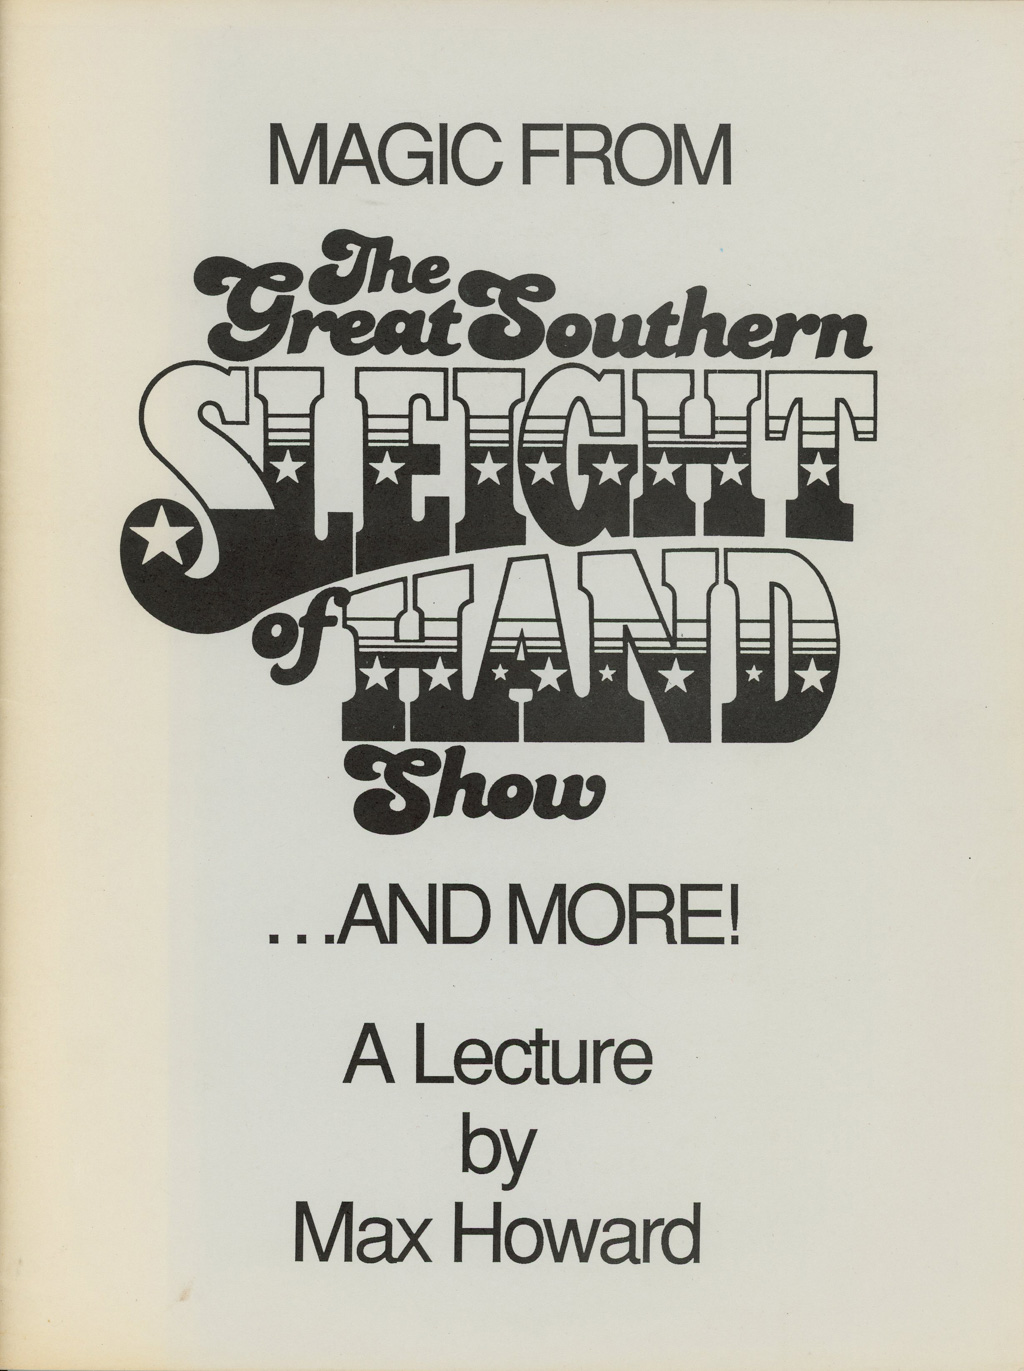 MAGIC FROM
The
Great Southern
SLEIGHT
of HAND
Show
...AND MORE!
A Lecture
by
Max Howard